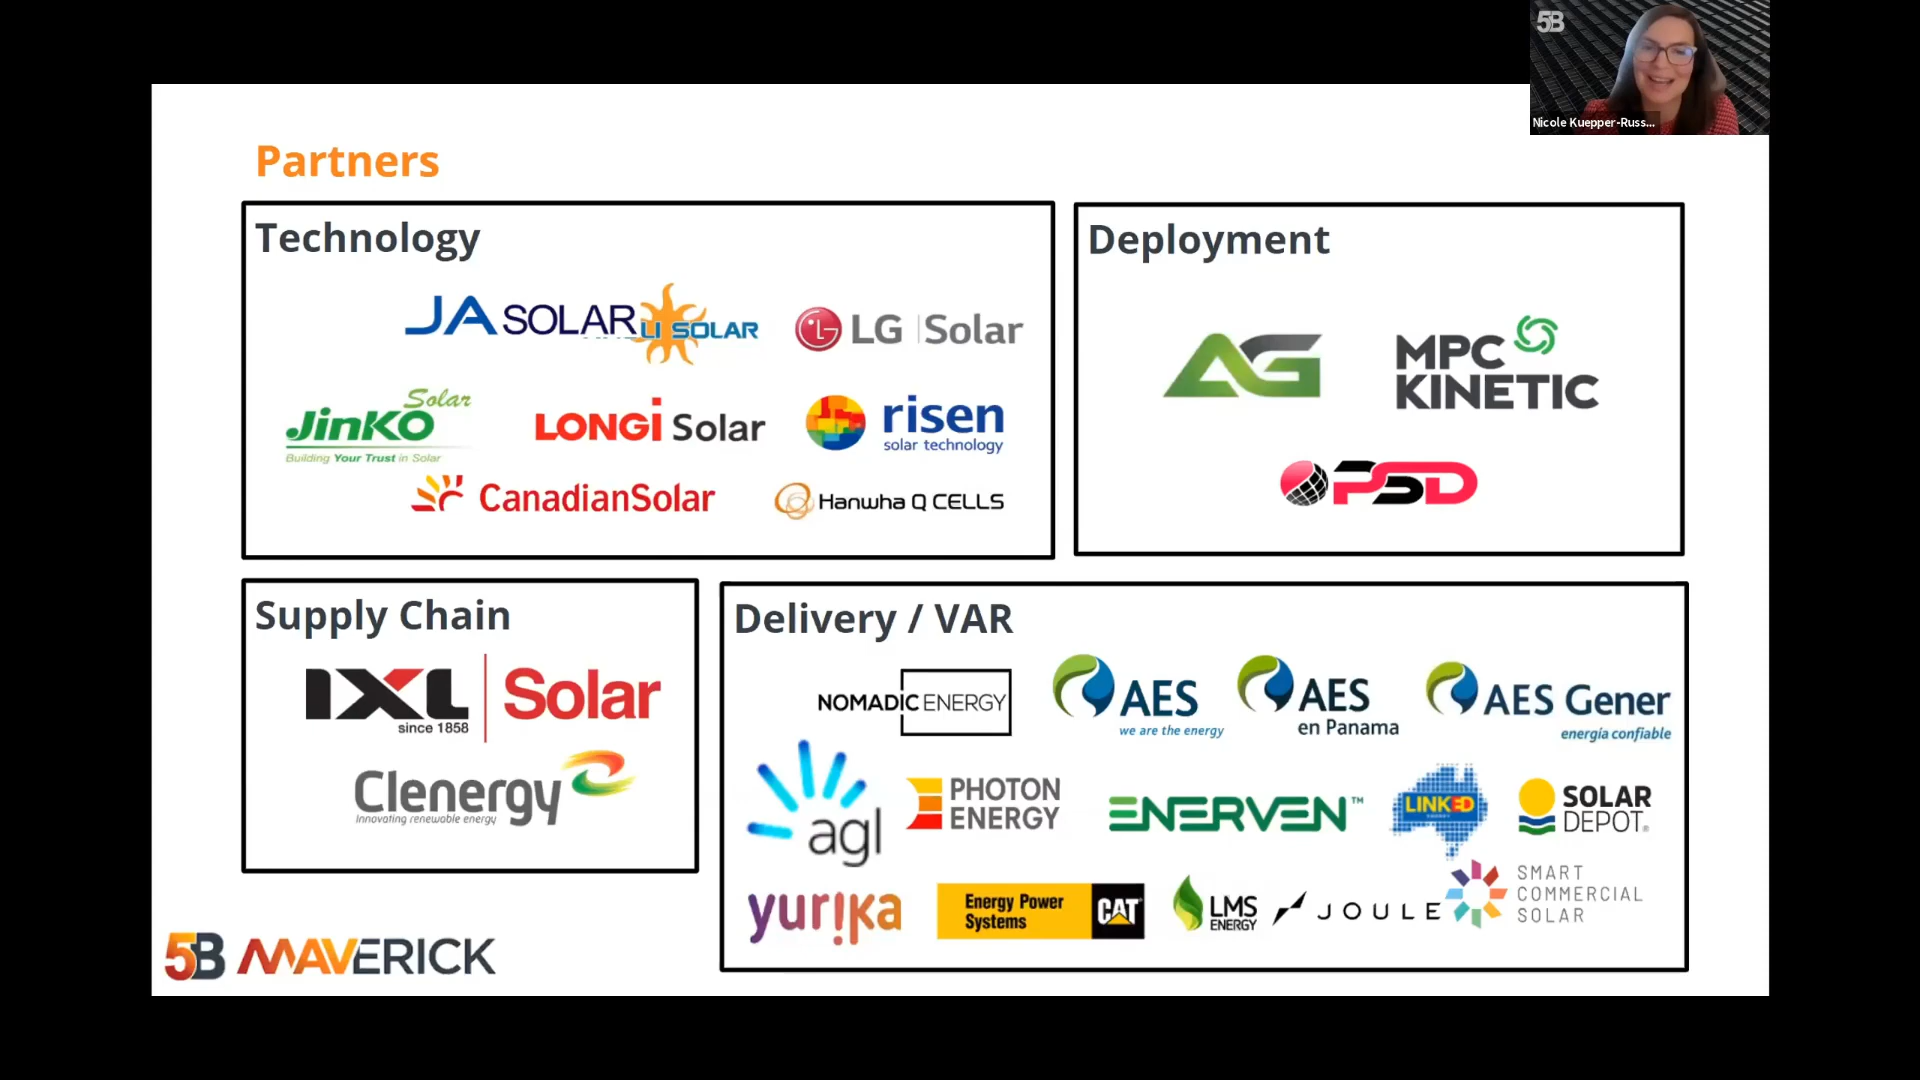 5B
Nicole Kuepper-Russ...
Partners
Technology
JA SOLAR
LI SOLAR
LG Solar
JinKO Solar
Building Your Trust in Solar
LONGi Solar
risen
solar technology
CanadianSolar
Hanwha Q CELLS
Deployment
AG
MPC
KINETIC
PSD
Supply Chain
IXL Solar
since 1858
Clenergy
Innovating renewable energy
Delivery / VAR
NOMADIC ENERGY
AES
we are the energy
AES
en Panama
AES Gener
energía confiable
agl
PHOTON
ENERGY
ENERVEN™
LINKED
ENERGY
SOLAR
DEPOT®
yurika
Energy Power
Systems
CAT
LMS
ENERGY
JOULE
SMART
COMMERCIAL
SOLAR
5B MAVERICK